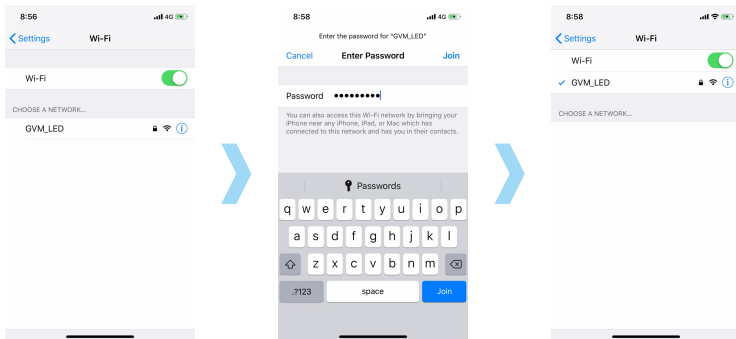 8:56
4G
Settings
Wi-Fi
Wi-Fi
CHOOSE A NETWORK...
GVM_LED
8:58
4G
Enter the password for "GVM_LED"
Cancel Enter Password Join
Password ●●●●●●●●●
You can also access this Wi-Fi network by bringing your
iPhone near any iPhone, iPad, or Mac which has
connected to this network and has you in their contacts.
Passwords
q w e r t y u i o p
a s d f g h j k l
z x c v b n m
.?123 space Join
8:58
Settings
Wi-Fi
Wi-Fi
GVM_LED
CHOOSE A NETWORK...